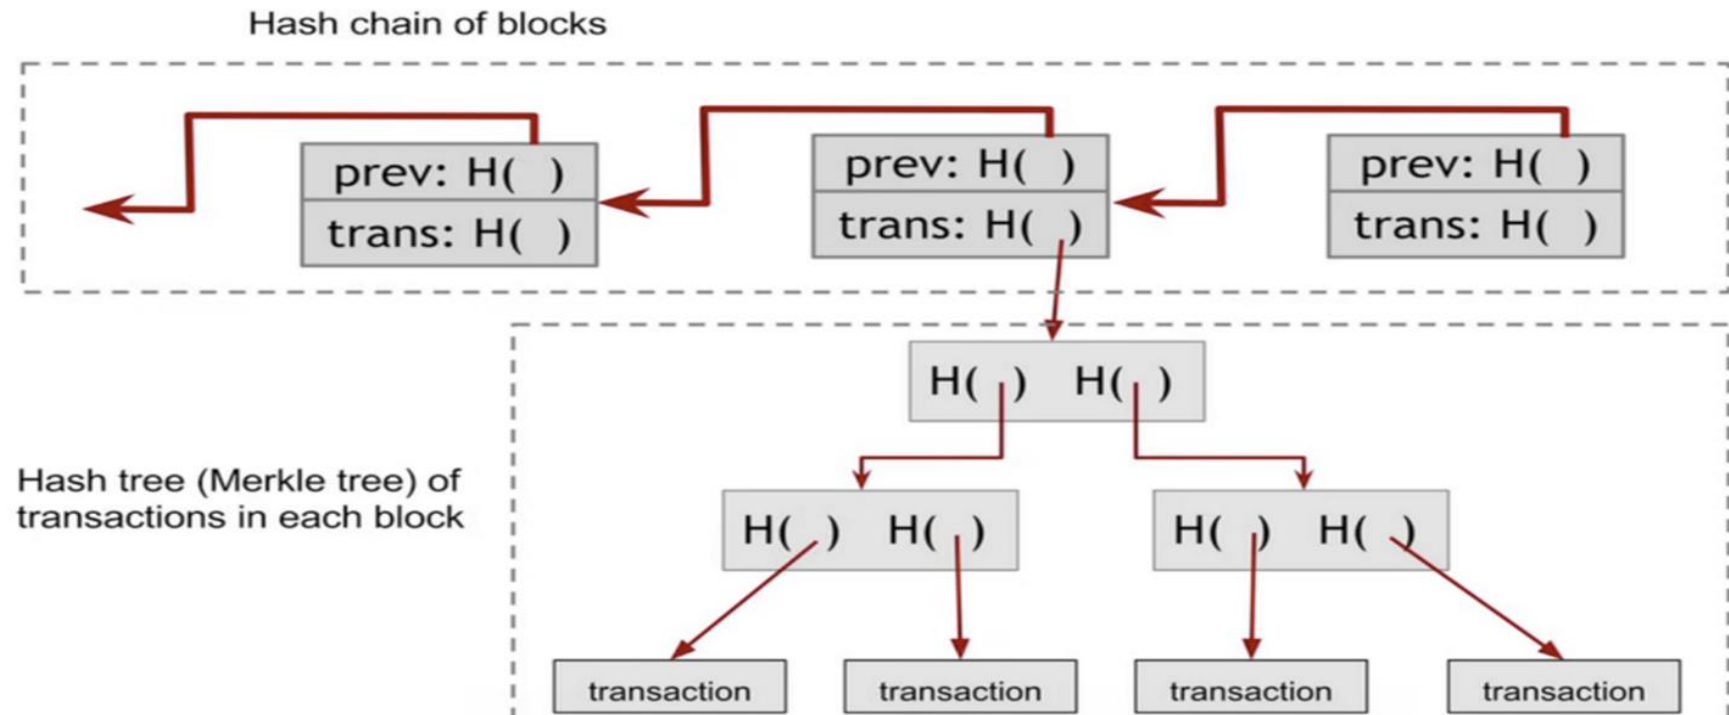 Hash chain of blocks
prev: H( )
trans: H( )
prev: H( )
trans: H( )
prev: H( )
trans: H( )
H( ) H( )
Hash tree (Merkle tree) of
transactions in each block
H( ) H( )
H( ) H( )
transaction
transaction
transaction
transaction